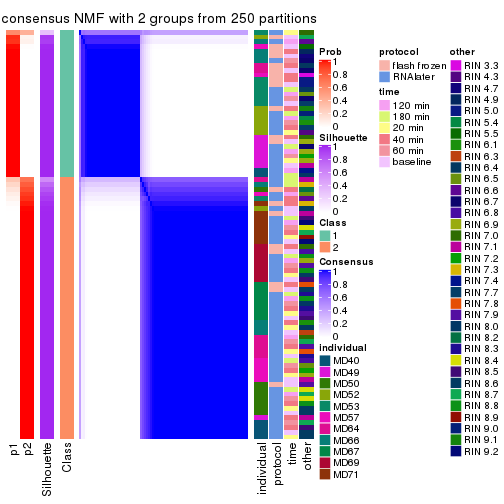 consensus NMF with 2 groups from 250 partitions
Prob
1
0.8
0.6
0.4
0.2
0
Silhouette
1
0.8
0.6
0.4
0.2
0
Class
1
2
Consensus
1
0.8
0.6
0.4
0.2
0
individual
MD40
MD49
MD50
MD52
MD53
MD57
MD64
MD66
MD67
MD69
MD71
protocol
flash frozen
RNAlater
time
120 min
180 min
20 min
40 min
60 min
baseline
other
RIN 3.3
RIN 4.3
RIN 4.7
RIN 4.9
RIN 5.0
RIN 5.4
RIN 5.5
RIN 6.1
RIN 6.3
RIN 6.4
RIN 6.5
RIN 6.6
RIN 6.7
RIN 6.8
RIN 6.9
RIN 7.0
RIN 7.1
RIN 7.2
RIN 7.3
RIN 7.4
RIN 7.7
RIN 7.8
RIN 7.9
RIN 8.0
RIN 8.2
RIN 8.3
RIN 8.4
RIN 8.5
RIN 8.6
RIN 8.7
RIN 8.8
RIN 8.9
RIN 9.0
RIN 9.1
RIN 9.2
p1
p2
Silhouette
Class
individual
protocol
time
other